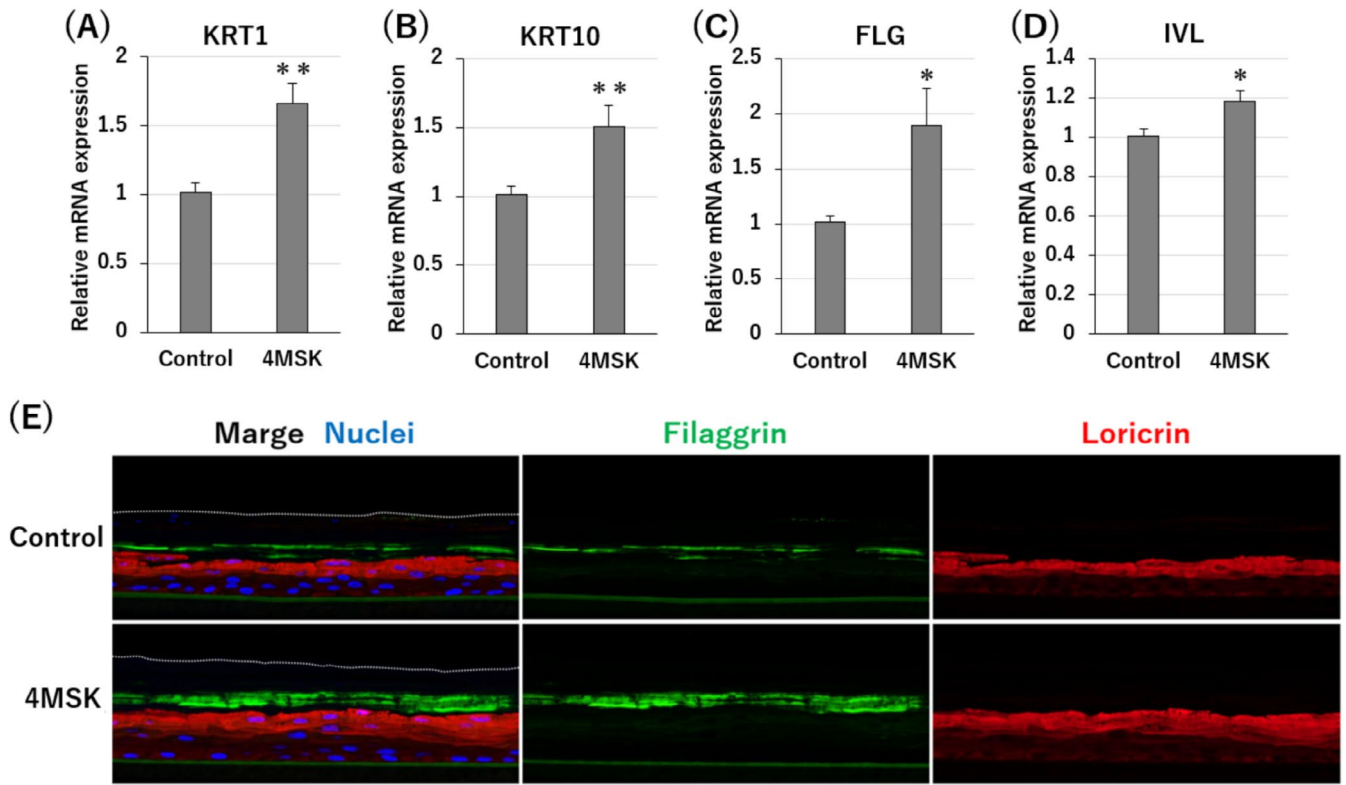 (A)
KRT1
Relative mRNA expression
2
1.5
1
0.5
0
**
Control 4MSK
(B)
KRT10
Relative mRNA expression
2
1.5
1
0.5
0
**
Control 4MSK
(C)
FLG
Relative mRNA expression
2.5
2
1.5
1
0.5
0
*
Control 4MSK
(D)
IVL
Relative mRNA expression
1.4
1.2
1
0.8
0.6
0.4
0.2
0
*
Control 4MSK
(E)
Marge Nuclei Filaggrin Loricrin
Control
4MSK